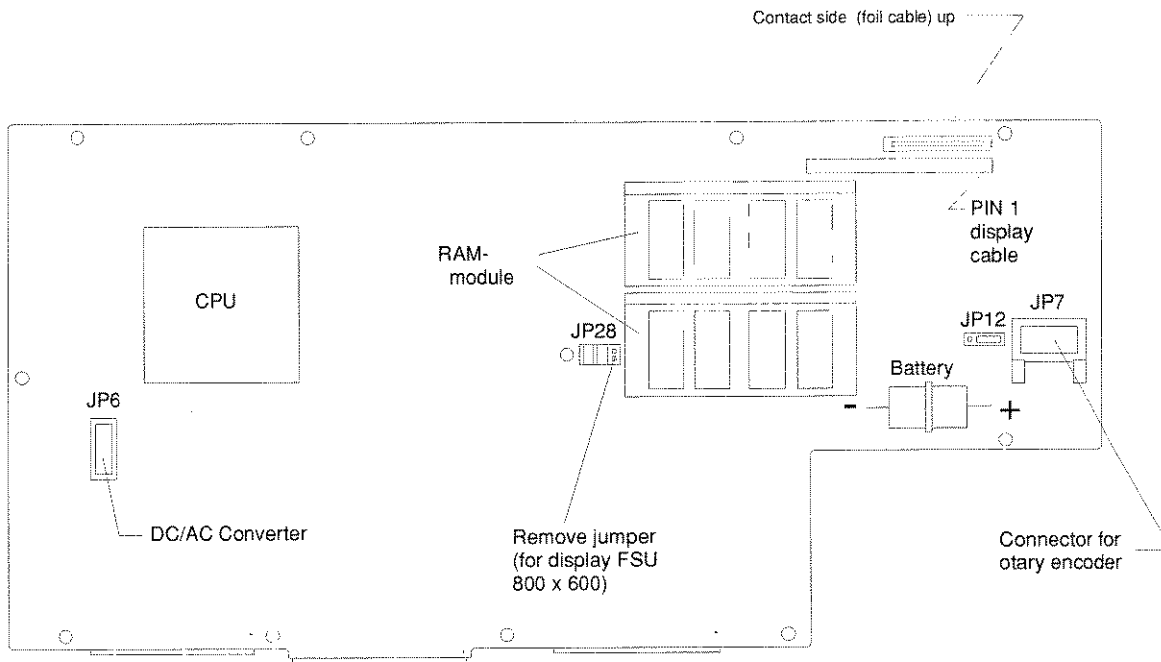 Contact side (foil cable) up
PIN 1
display
cable
RAM-
module
CPU
JP28
JP12
JP7
Battery
- +
JP6
DC/AC Converter
Remove jumper
(for display FSU
800 x 600)
Connector for
otary encoder